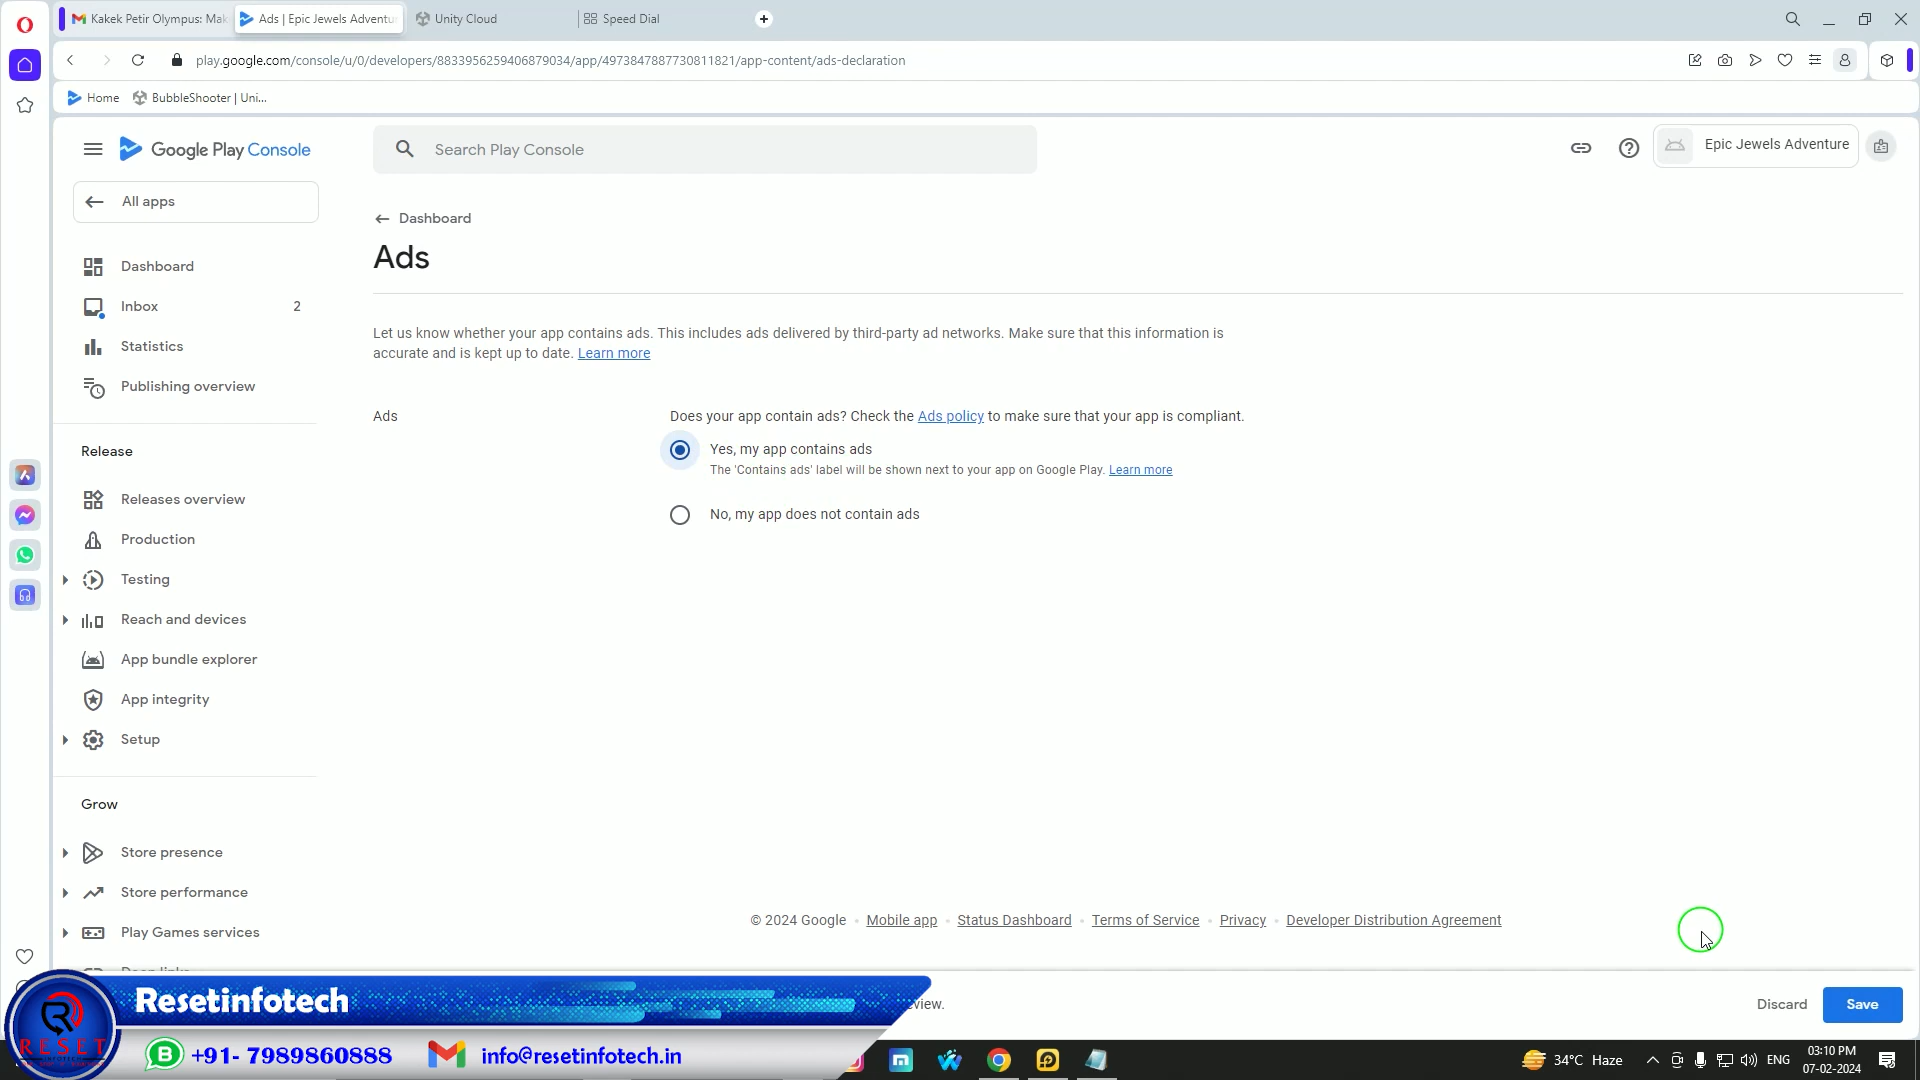 Kakek Petir Olympus: Mak
Ads | Epic Jewels Adventu
Unity Cloud
Speed Dial
play.google.com/console/u/0/developers/8833956259406879034/app/4973847887730811821/app-content/ads-declaration
Home
BubbleShooter | Uni...
Google Play Console
Search Play Console
Epic Jewels Adventure
All apps
Dashboard
Inbox
2
Statistics
Publishing overview
Release
Releases overview
Production
Testing
Reach and devices
App bundle explorer
App integrity
Setup
Grow
Store presence
Store performance
Play Games services
Dashboard
Ads
Let us know whether your app contains ads. This includes ads delivered by third-party ad networks. Make sure that this information is
accurate and is kept up to date. Learn more
Ads
Does your app contain ads? Check the Ads policy to make sure that your app is compliant.
Yes, my app contains ads
The 'Contains ads' label will be shown next to your app on Google Play. Learn more
No, my app does not contain ads
© 2024 Google • Mobile app • Status Dashboard • Terms of Service • Privacy • Developer Distribution Agreement
Discard
Save
Resetinfotech
+91- 7989860888
info@resetinfotech.in
RESET
34°C Haze
ENG
03:10 PM
07-02-2024